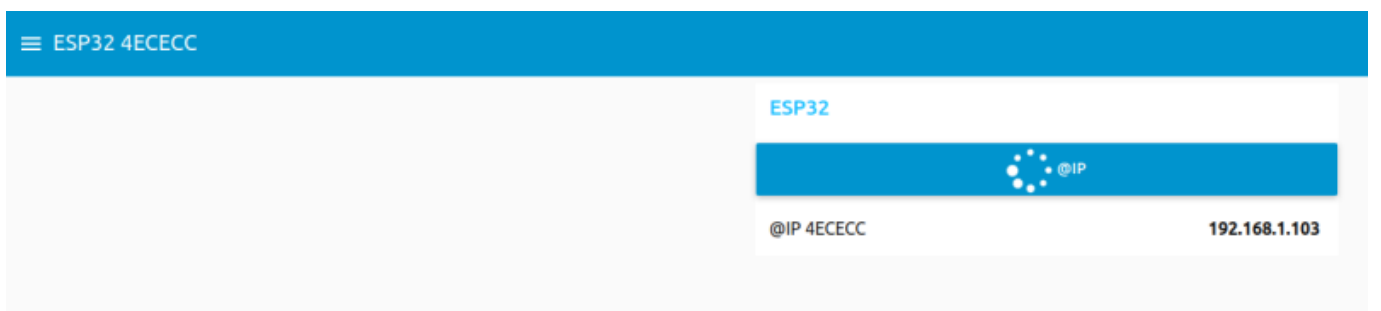 ESP32 4ECECC
ESP32
@IP
@IP 4ECECC 192.168.1.103